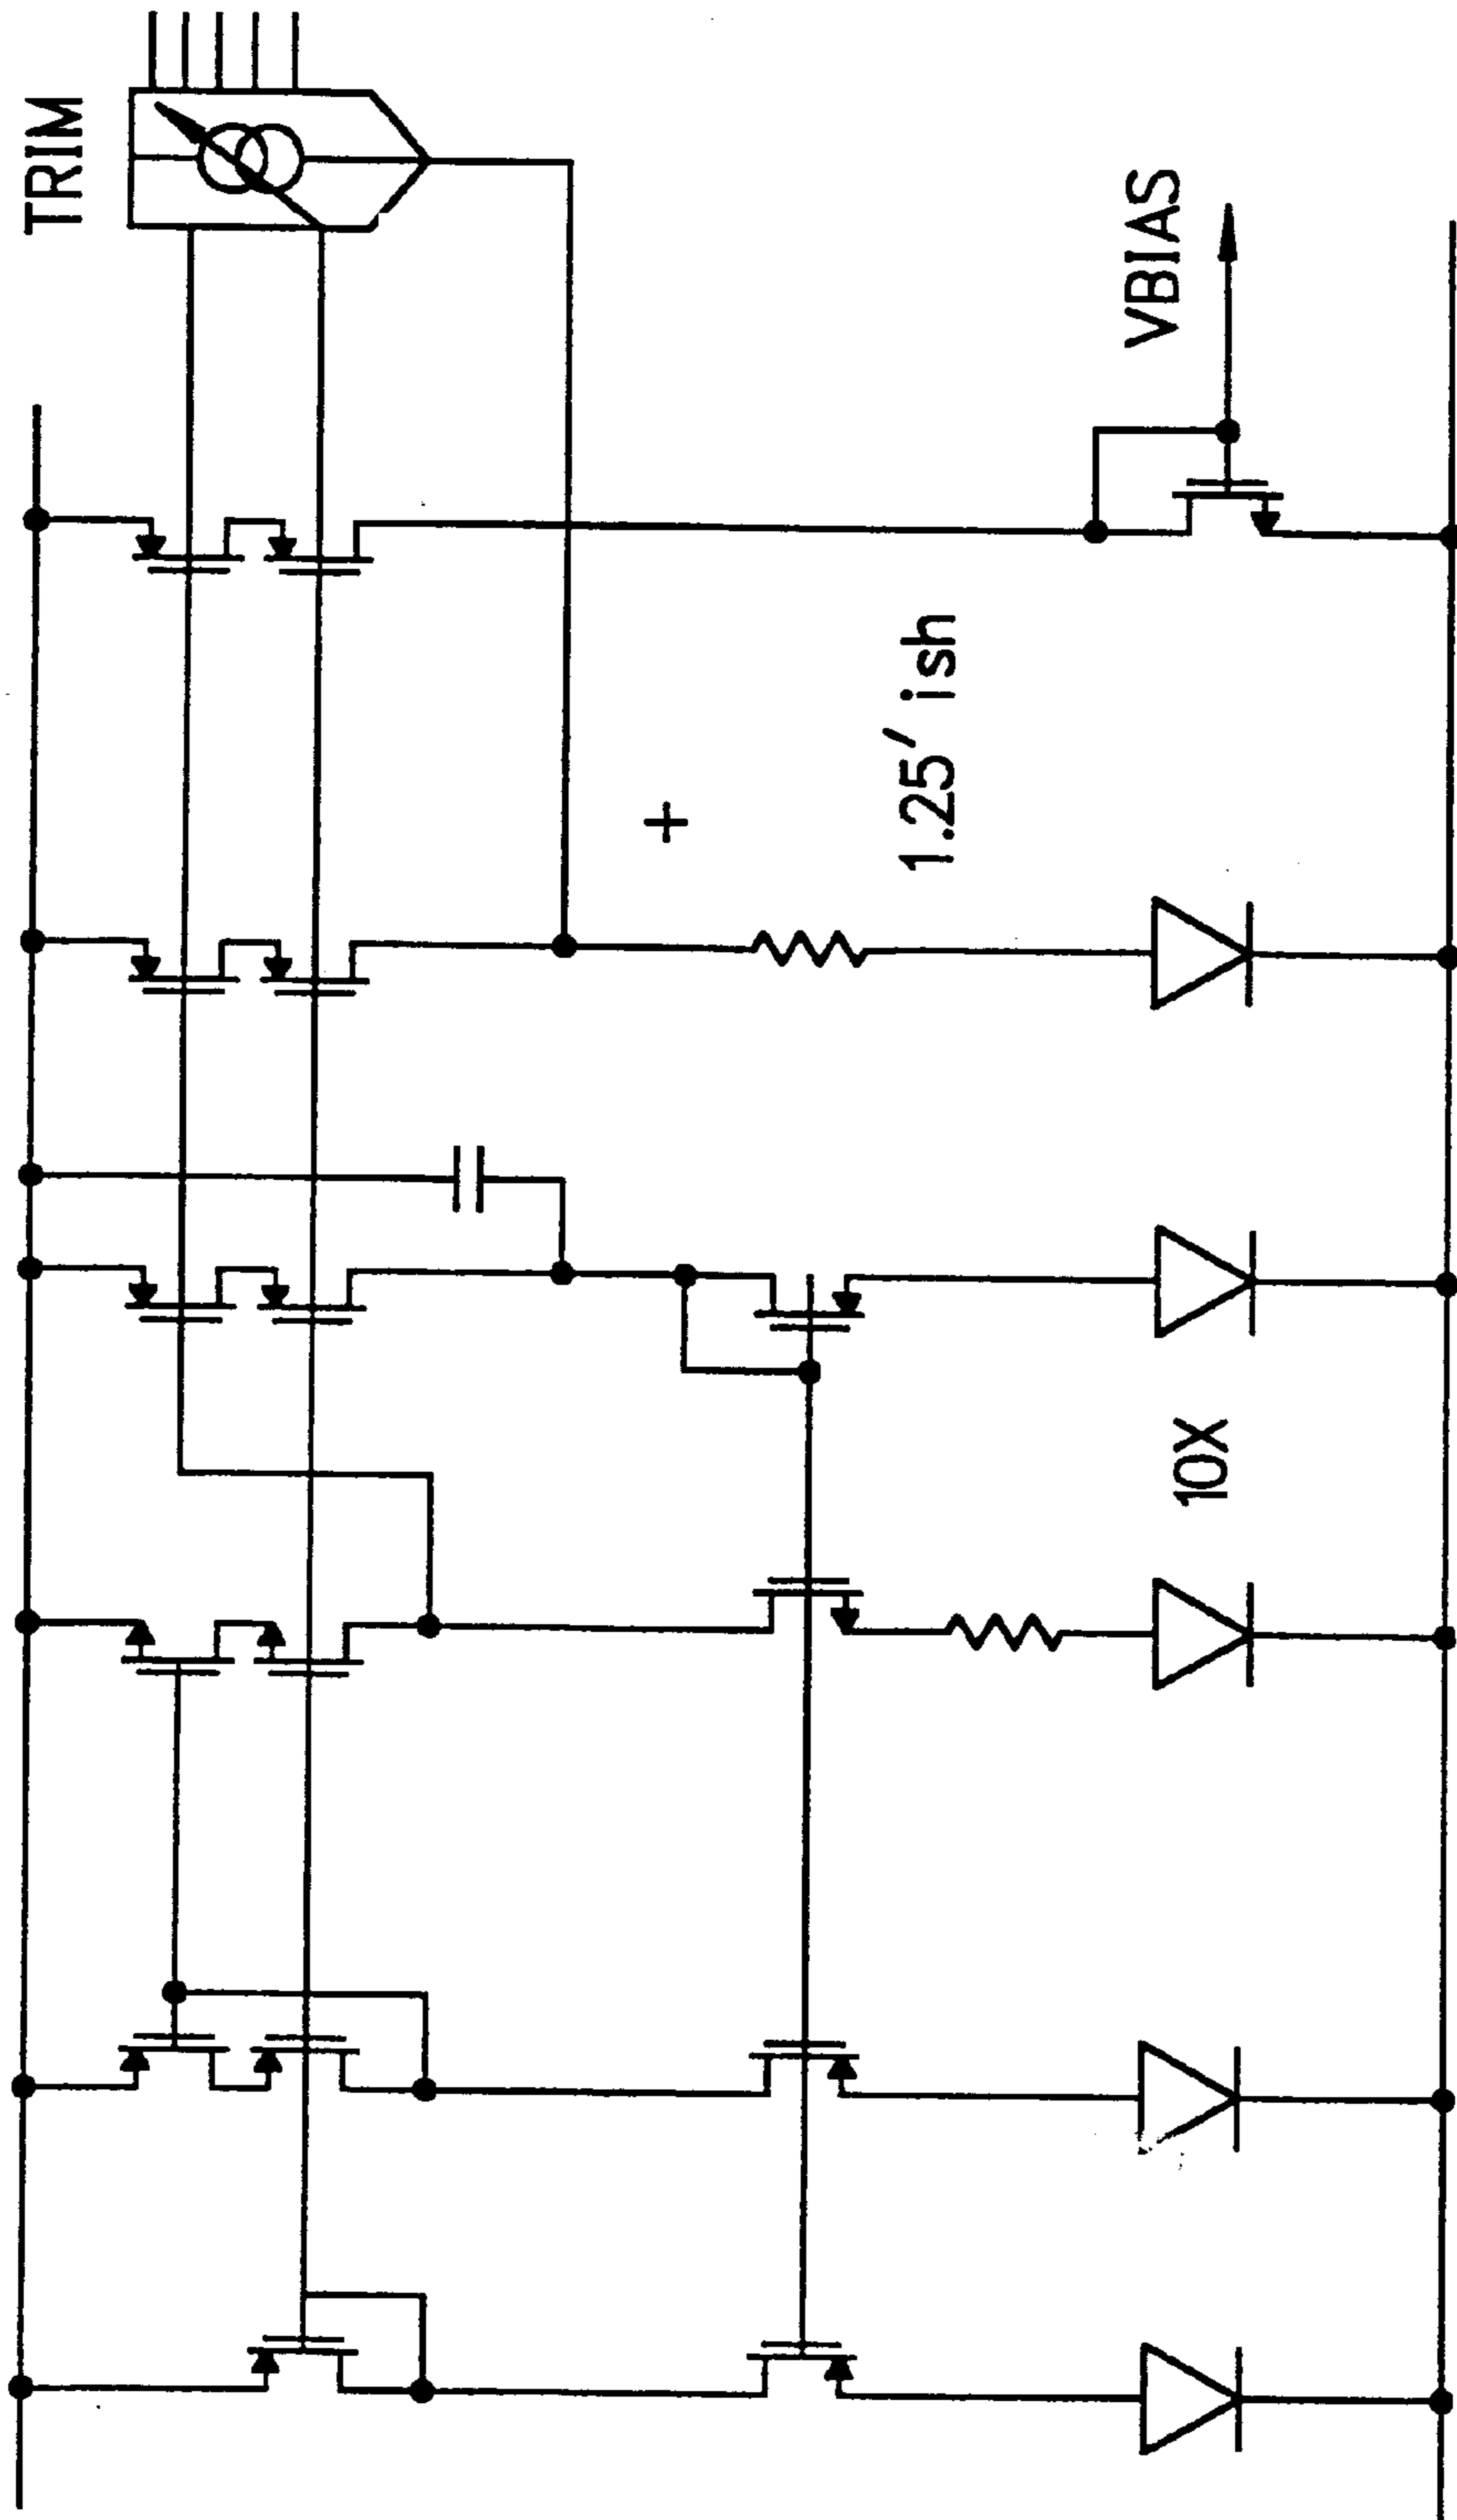 TRIM
VBIAS
+
1.25′ ish
10X